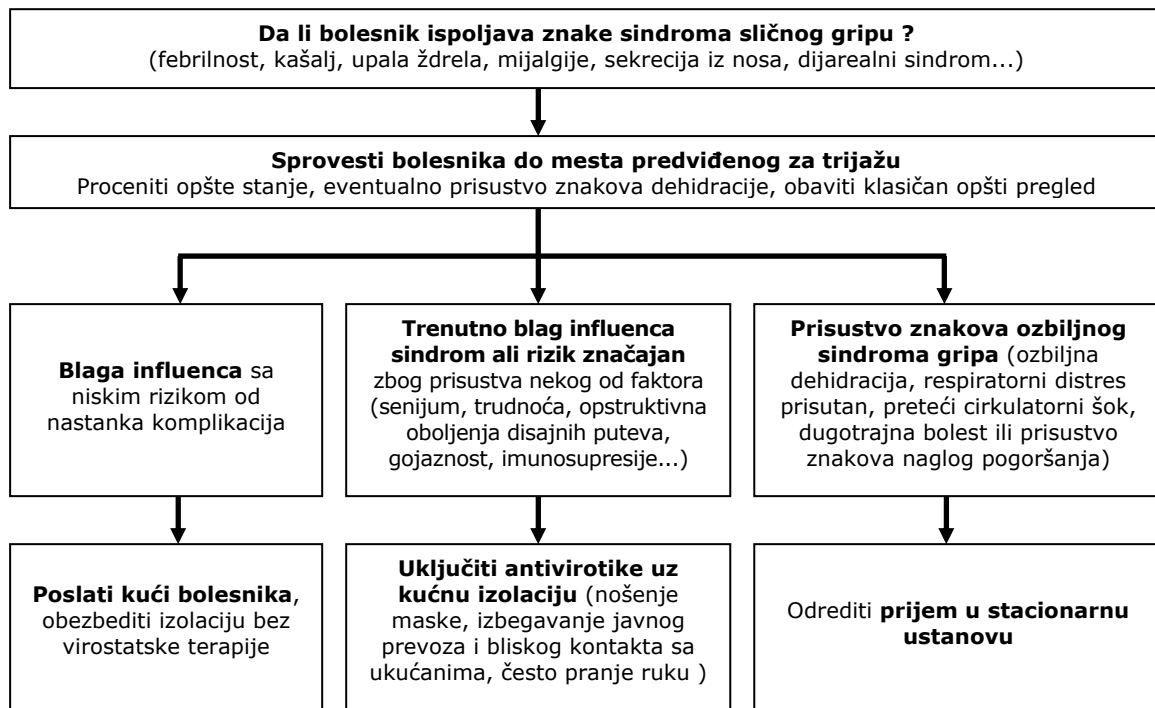 Da li bolesnik ispoljava znake sindroma sličnog gripu ?
(febrilnost, kašalj, upala ždrela, mijalgije, sekrecija iz nosa, dijarealni sindrom...)
Sprovesti bolesnika do mesta predviđenog za trijažu
Proceniti opšte stanje, eventualno prisustvo znakova dehidracije, obaviti klasičan opšti pregled
Blaga influenca sa
niskim rizikom od
nastanka komplikacija
Trenutno blag influenca
sindrom ali rizik značajan
zbog prisustva nekog od faktora
(senijum, trudnoća, opstruktivna
oboljenja disajnih puteva,
gojaznost, imunosupresije...)
Prisustvo znakova ozbiljnog
sindroma gripa (ozbiljna
dehidracija, respiratorni distres
prisutan, preteći cirkulatorni šok,
dugotrajna bolest ili prisustvo
znakova naglog pogoršanja)
Poslati kući bolesnika,
obezbediti izolaciju bez
virostatske terapije
Uključiti antivirotike uz
kućnu izolaciju (nošenje
maske, izbegavanje javnog
prevoza i bliskog kontakta sa
ukućanima, često pranje ruku )
Odrediti prijem u stacionarnu
ustanovu